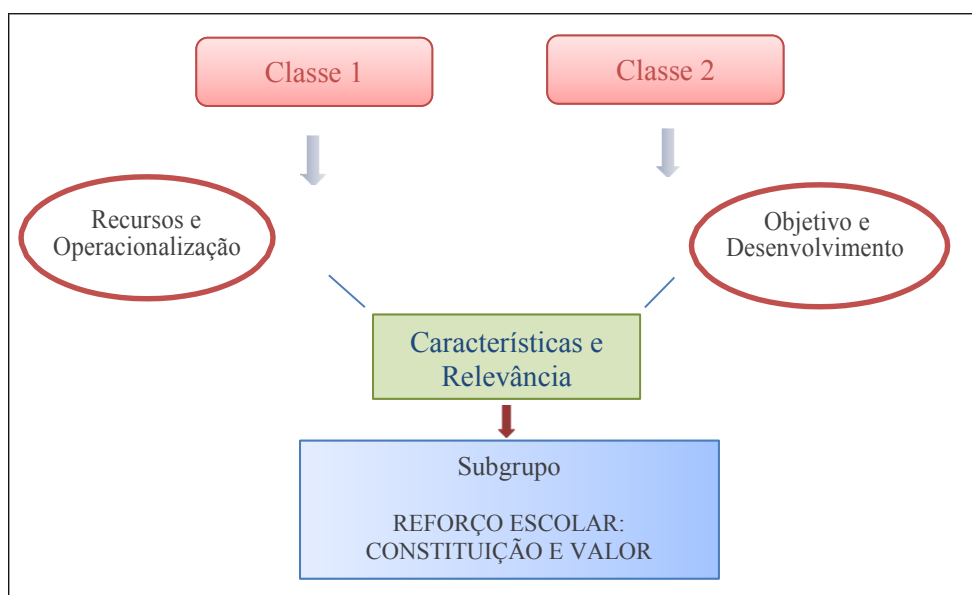 Classe 1
Classe 2
Recursos e
Operacionalização
Objetivo e
Desenvolvimento
Características e
Relevância
Subgrupo
REFORÇO ESCOLAR:
CONSTITUIÇÃO E VALOR